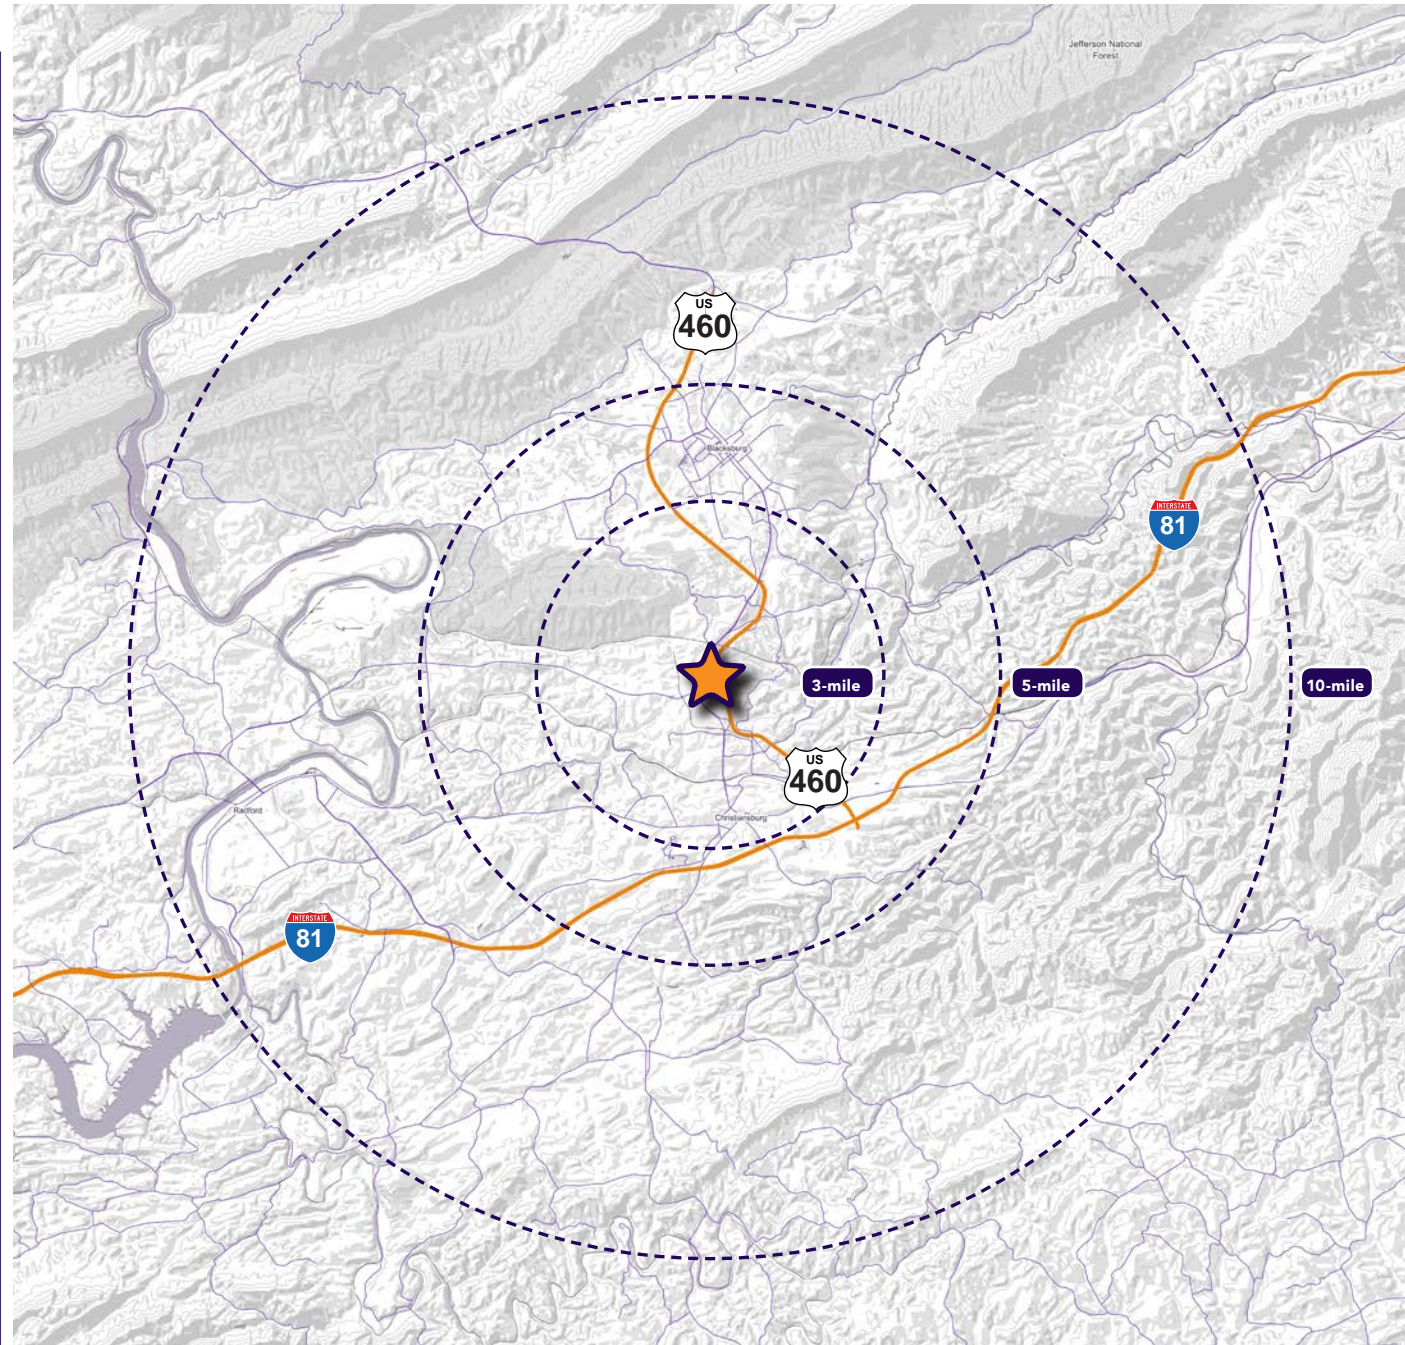 Jefferson National
Forest
US
460
Blacksburg
INTERSTATE
81
3-mile
5-mile
10-mile
US
460
Radford
Christiansburg
INTERSTATE
81